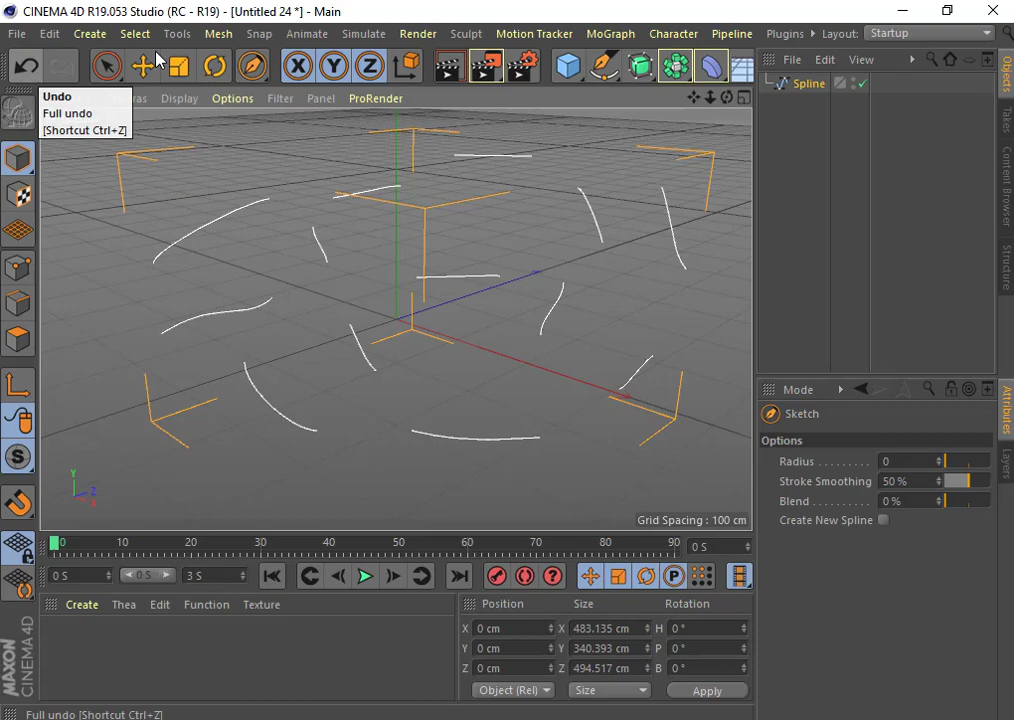 CINEMA 4D R19.053 Studio (RC - R19) - [Untitled 24 *] - Main
File Edit Create Select Tools Mesh Snap Animate Simulate Render Sculpt Motion Tracker MoGraph Character Pipeline Plugins Layout: Startup
X Y Z
File Edit View
Undo
Full undo
[Shortcut Ctrl+Z]
Display Options Filter Panel ProRender
Spline
Objects
Takes
Content Browser
Structure
Attributes
Layers
Mode
Sketch
Options
Radius 0
Stroke Smoothing 50 %
Blend 0 %
Create New Spline
Y
Z
X
Grid Spacing : 100 cm
0 10 20 30 40 50 60 70 80 90 0 S
0 S 0 S 3 S
Create Thea Edit Function Texture
Position Size Rotation
X 0 cm X 483.135 cm H 0 °
Y 0 cm Y 340.393 cm P 0 °
Z 0 cm Z 494.517 cm B 0 °
Object (Rel) Size Apply
MAXON
CINEMA 4D
Full undo [Shortcut Ctrl+Z]